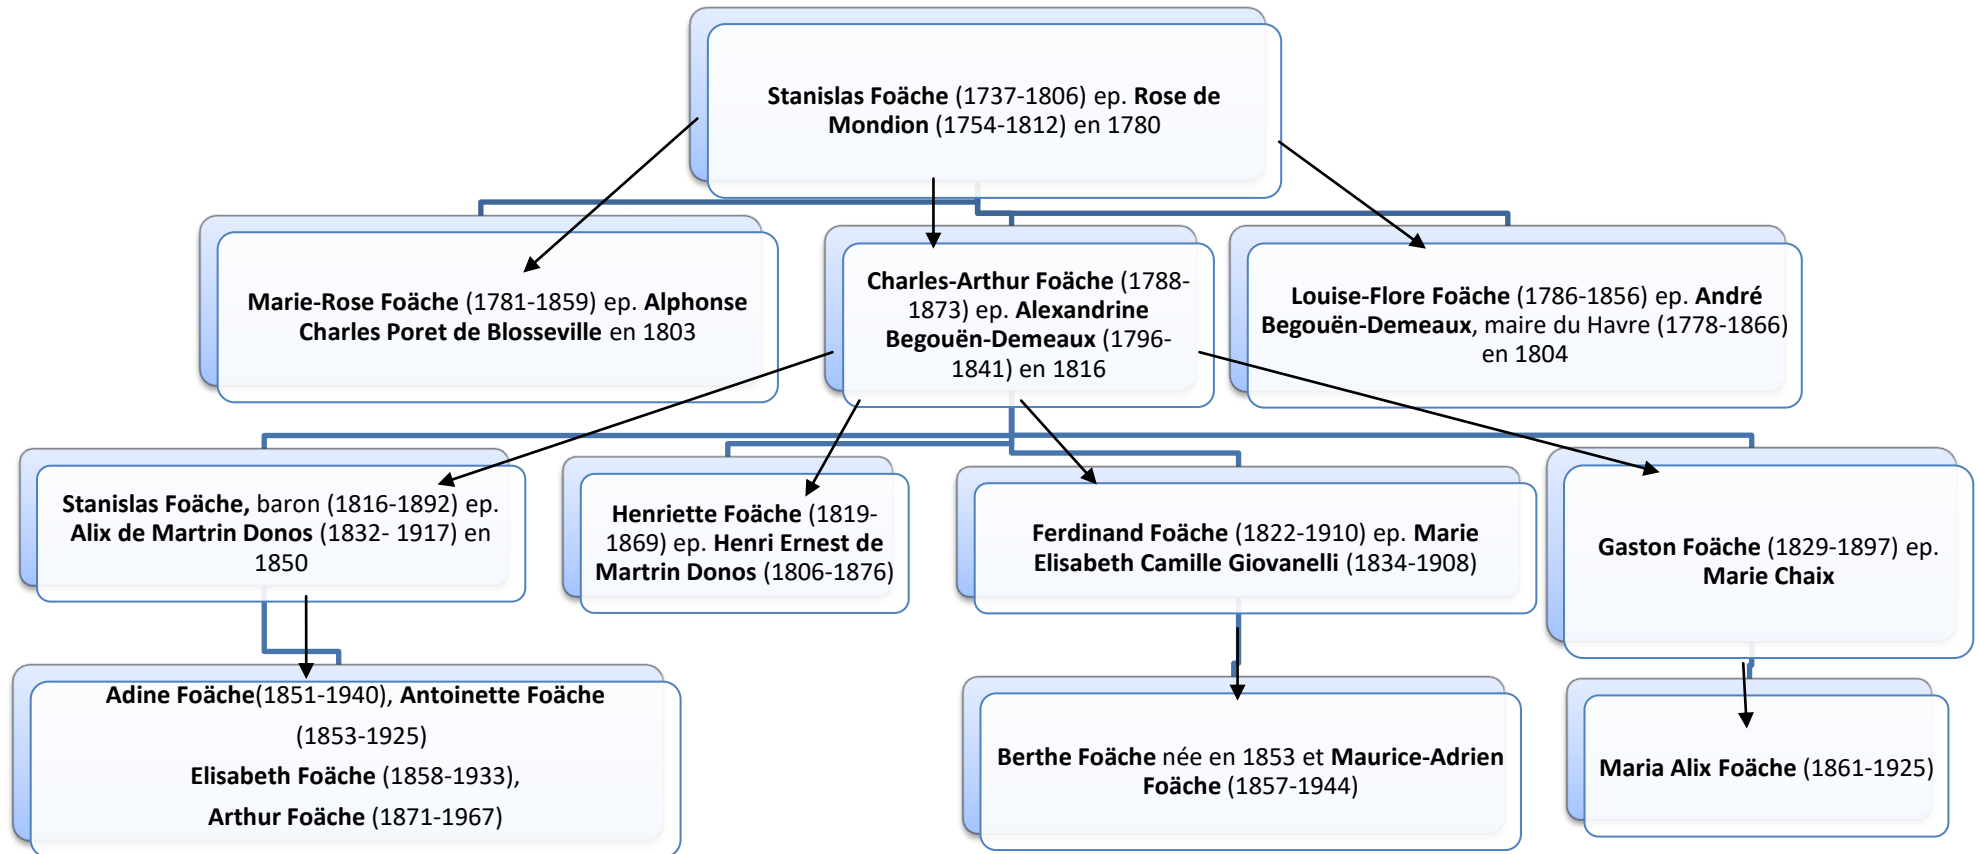 Stanislas Foäche (1737-1806) ep. Rose de
Mondion (1754-1812) en 1780
Marie-Rose Foäche (1781-1859) ep. Alphonse
Charles Poret de Blosseville en 1803
Charles-Arthur Foäche (1788-
1873) ep. Alexandrine
Begouën-Demeaux (1796-
1841) en 1816
Louise-Flore Foäche (1786-1856) ep. André
Begouën-Demeaux, maire du Havre (1778-1866)
en 1804
Stanislas Foäche, baron (1816-1892) ep.
Alix de Martrin Donos (1832- 1917) en
1850
Henriette Foäche (1819-
1869) ep. Henri Ernest de
Martrin Donos (1806-1876)
Ferdinand Foäche (1822-1910) ep. Marie
Elisabeth Camille Giovanelli (1834-1908)
Gaston Foäche (1829-1897) ep.
Marie Chaix
Adine Foäche(1851-1940), Antoinette Foäche
(1853-1925)
Elisabeth Foäche (1858-1933),
Arthur Foäche (1871-1967)
Berthe Foäche née en 1853 et Maurice-Adrien
Foäche (1857-1944)
Maria Alix Foäche (1861-1925)